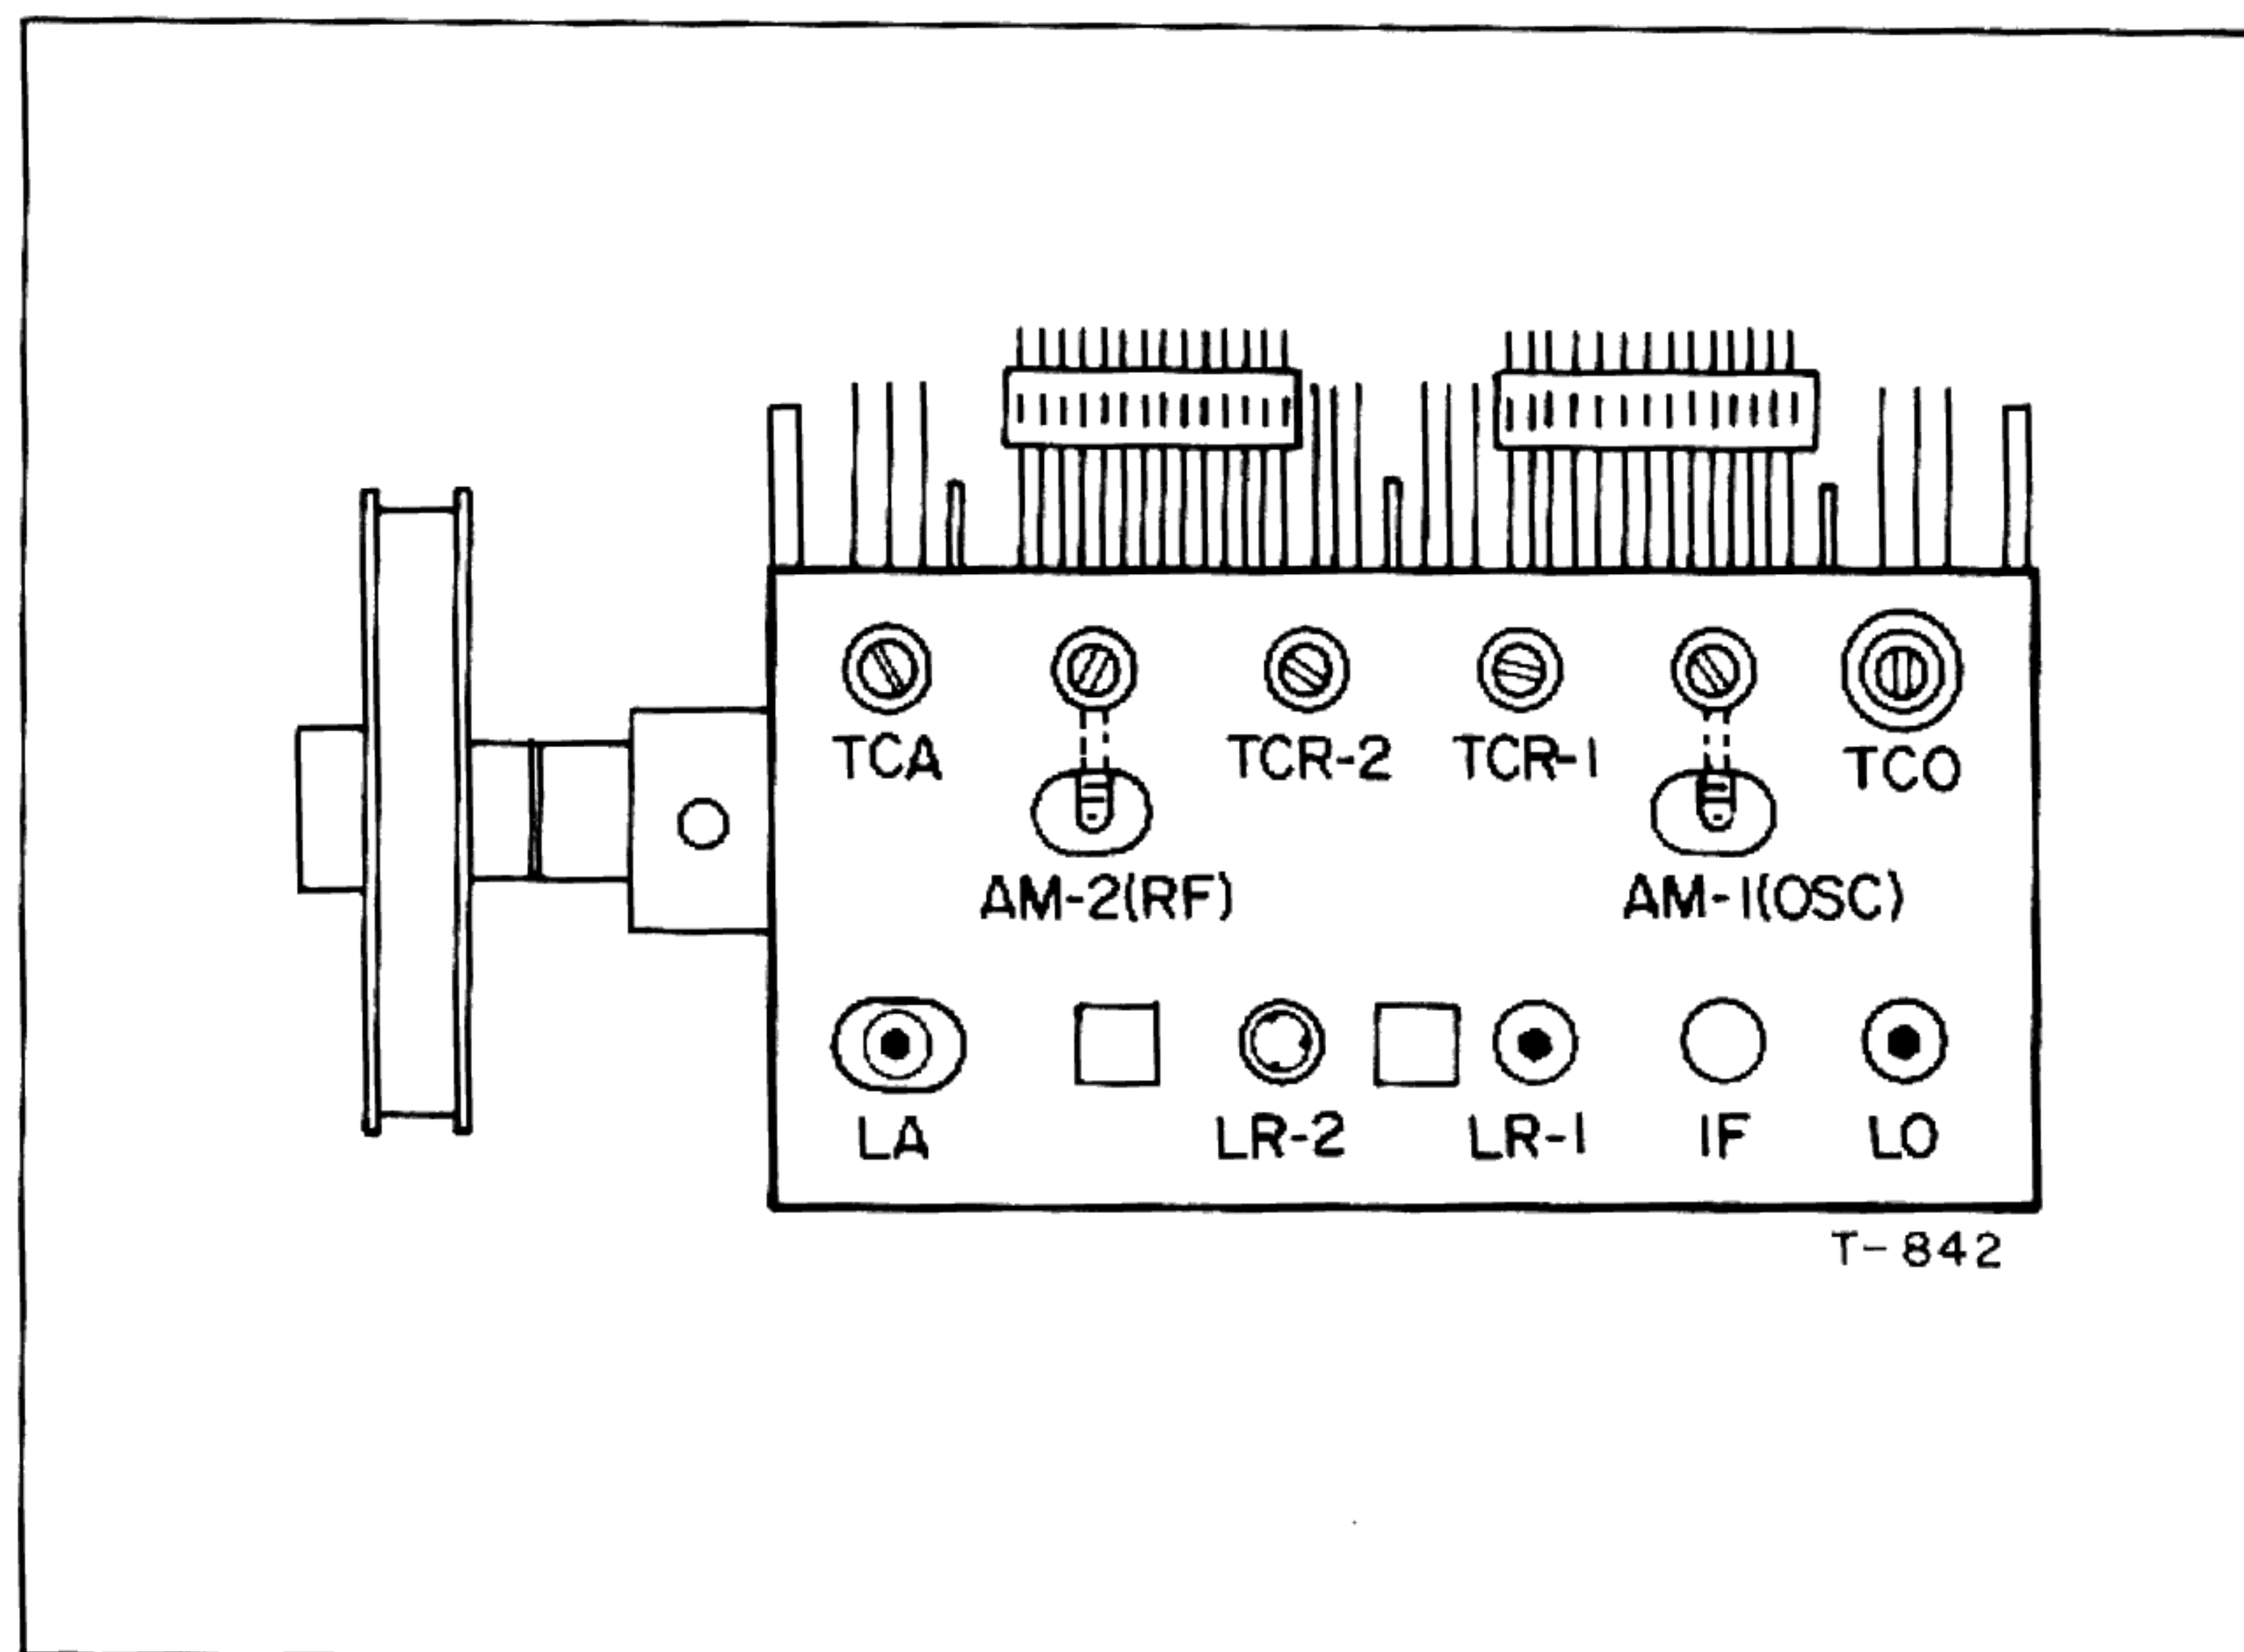 TCA TCR-2 TCR-1 TCO
AM-2(RF) AM-1(OSC)
LA LR-2 LR-1 IF LO
T-842